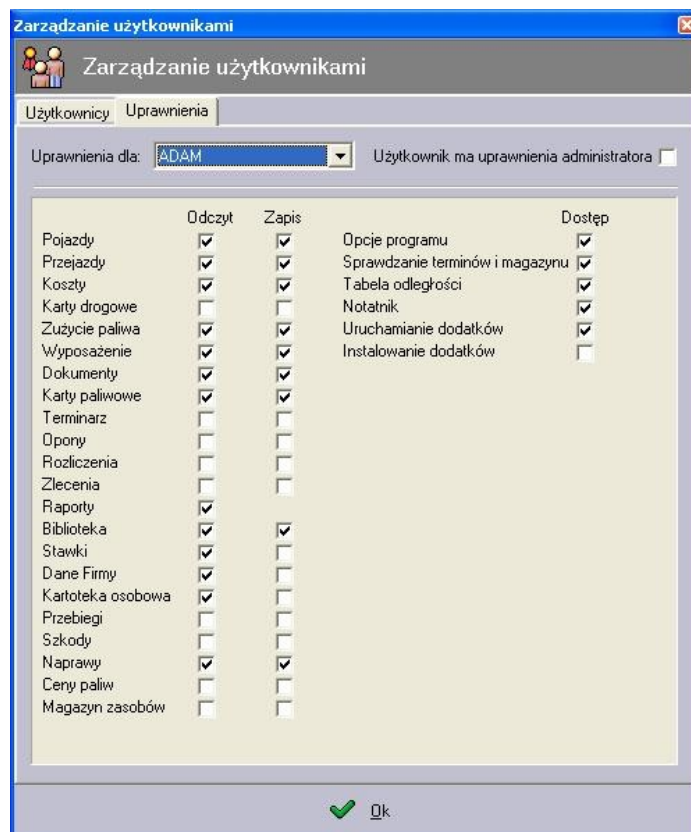 Zarządzanie użytkownikami
Zarządzanie użytkownikami
Użytkownicy Uprawnienia
Uprawnienia dla: ADAM Użytkownik ma uprawnienia administratora
Odczyt Zapis Dostęp
Pojazdy Opcje programu
Przejazdy Sprawdzanie terminów i magazynu
Koszty Tabela odległości
Karty drogowe Notatnik
Zużycie paliwa Uruchamianie dodatków
Wyposażenie Instalowanie dodatków
Dokumenty
Karty paliwowe
Terminarz
Opony
Rozliczenia
Zlecenia
Raporty
Biblioteka
Stawki
Dane Firmy
Kartoteka osobowa
Przebiegi
Szkody
Naprawy
Ceny paliw
Magazyn zasobów
Ok